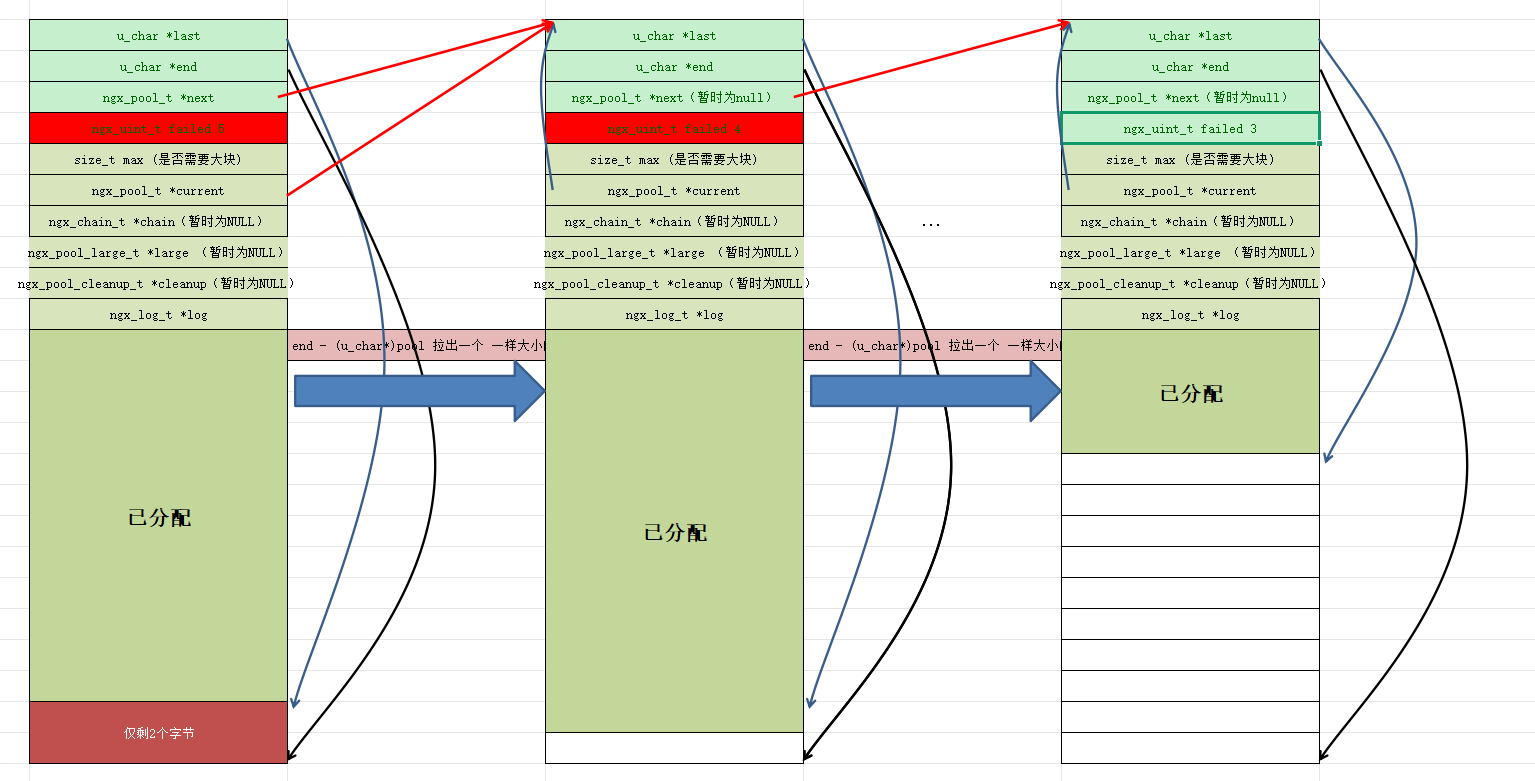 u_char *last
u_char *end
ngx_pool_t *next
ngx_uint_t failed 5
size_t max (是否需要大块)
ngx_pool_t *current
ngx_chain_t *chain(暂时为NULL)
ngx_pool_large_t *large (暂时为NULL)
ngx_pool_cleanup_t *cleanup(暂时为NULL)
ngx_log_t *log
已分配
仅剩2个字节
end - (u_char*)pool 拉出一个 一样大小
u_char *last
u_char *end
ngx_pool_t *next(暂时为null)
ngx_uint_t failed 4
size_t max (是否需要大块)
ngx_pool_t *current
ngx_chain_t *chain(暂时为NULL)
ngx_pool_large_t *large (暂时为NULL)
ngx_pool_cleanup_t *cleanup(暂时为NULL)
ngx_log_t *log
已分配
...
end - (u_char*)pool 拉出一个 一样大小
u_char *last
u_char *end
ngx_pool_t *next(暂时为null)
ngx_uint_t failed 3
size_t max (是否需要大块)
ngx_pool_t *current
ngx_chain_t *chain(暂时为NULL)
ngx_pool_large_t *large (暂时为NULL)
ngx_pool_cleanup_t *cleanup(暂时为NULL)
ngx_log_t *log
已分配